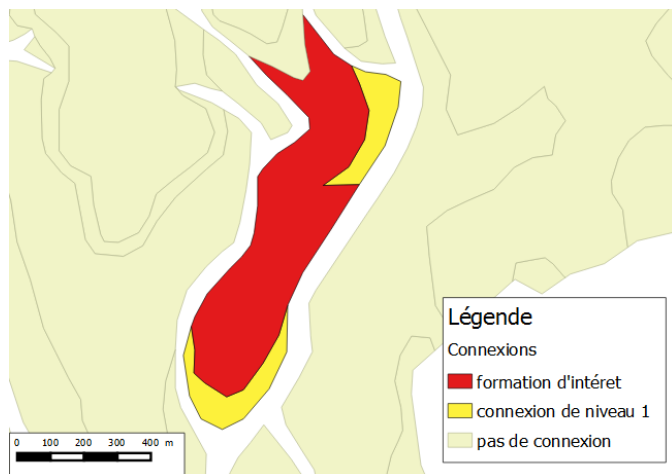 Légende
Connexions
formation d'intéret
connexion de niveau 1
pas de connexion
0 100 200 300 400 m